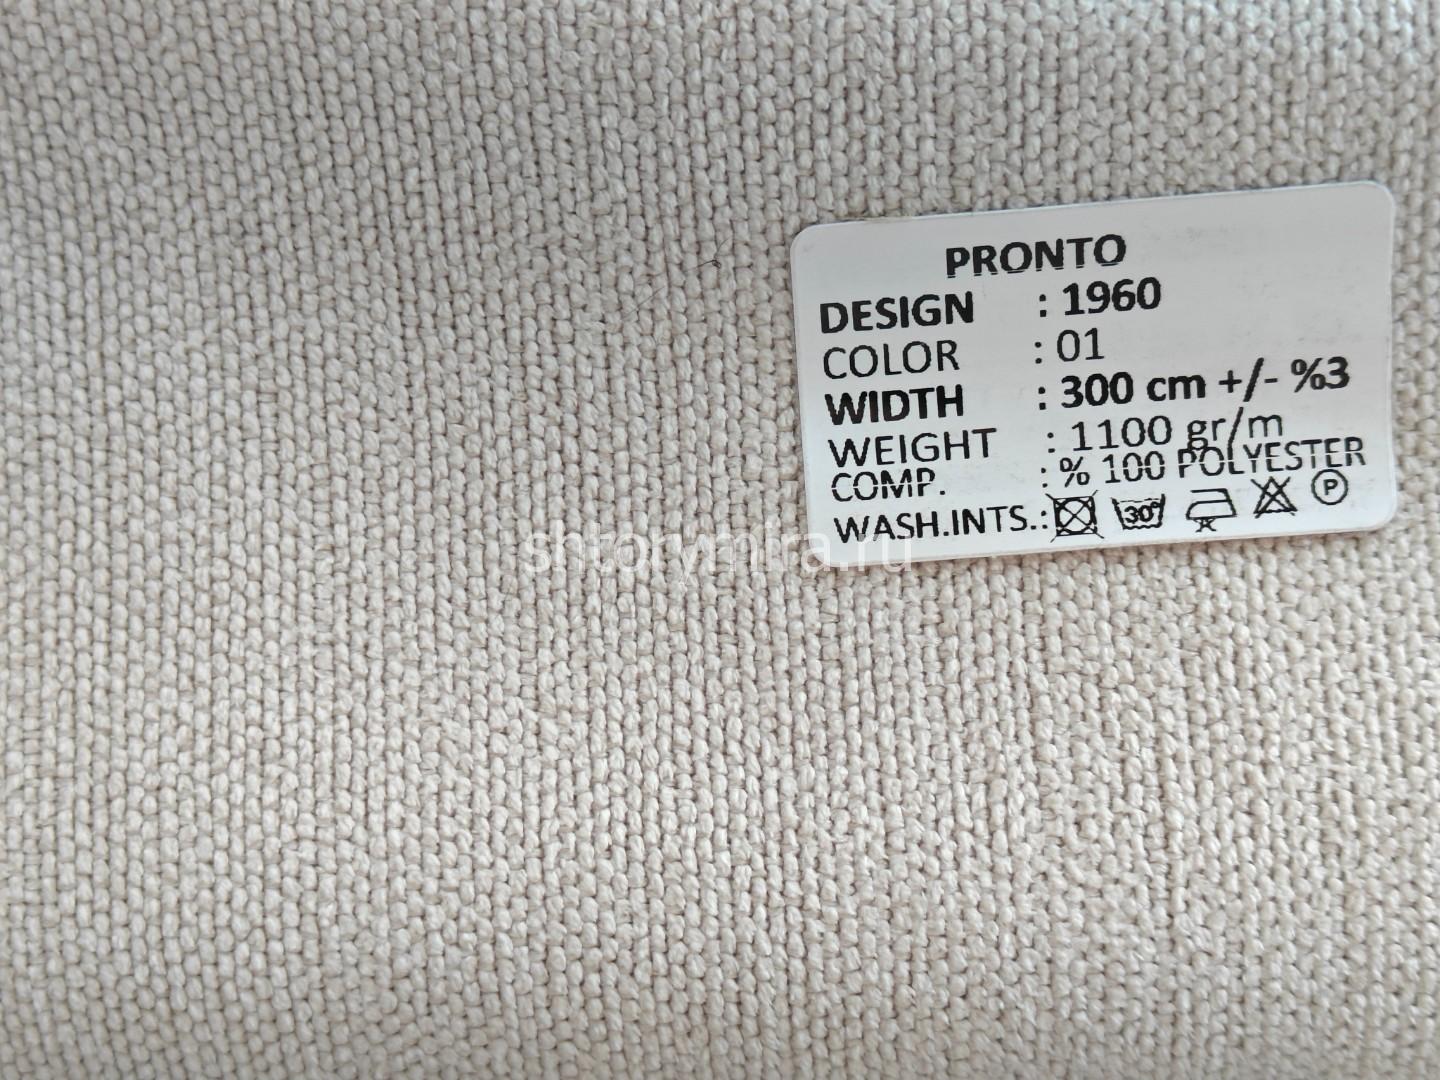 PRONTO
DESIGN : 1960
COLOR : 01
WIDTH : 300 cm +/- %3
WEIGHT : 1100 gr/m
COMP. : % 100 POLYESTER
WASH.INTS.: 30° P
shtorymira.ru